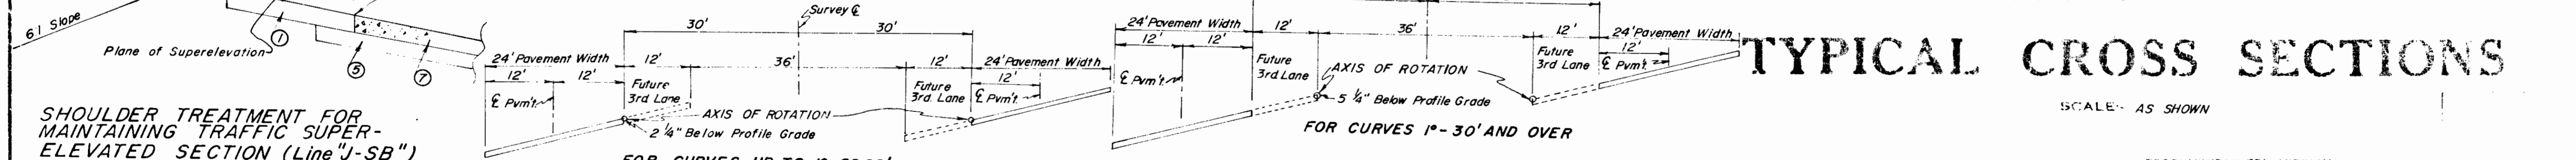 6:1 Slope
Plane of Superelevation
1
5
7
SHOULDER TREATMENT FOR
MAINTAINING TRAFFIC SUPER-
ELEVATED SECTION (Line "J-SB")
Survey ℄
30' 30'
24' Pavement Width 12' 36' 12' 24' Pavement Width
12' 12' 12'
℄ Pvm't.
Future
3rd Lane
Future
3rd. Lane
℄ Pvm't.
AXIS OF ROTATION
2 1/4" Below Profile Grade
FOR CURVES UP TO
24' Pavement Width 12' 36' 12' 24' Pavement Width
12' 12' 12'
℄ Pvm't.
Future
3rd Lane
Future
3rd Lane
℄ Pvm't.
AXIS OF ROTATION
5 1/4" Below Profile Grade
FOR CURVES 1°-30' AND OVER
TYPICAL CROSS SECTIONS
SCALE- AS SHOWN